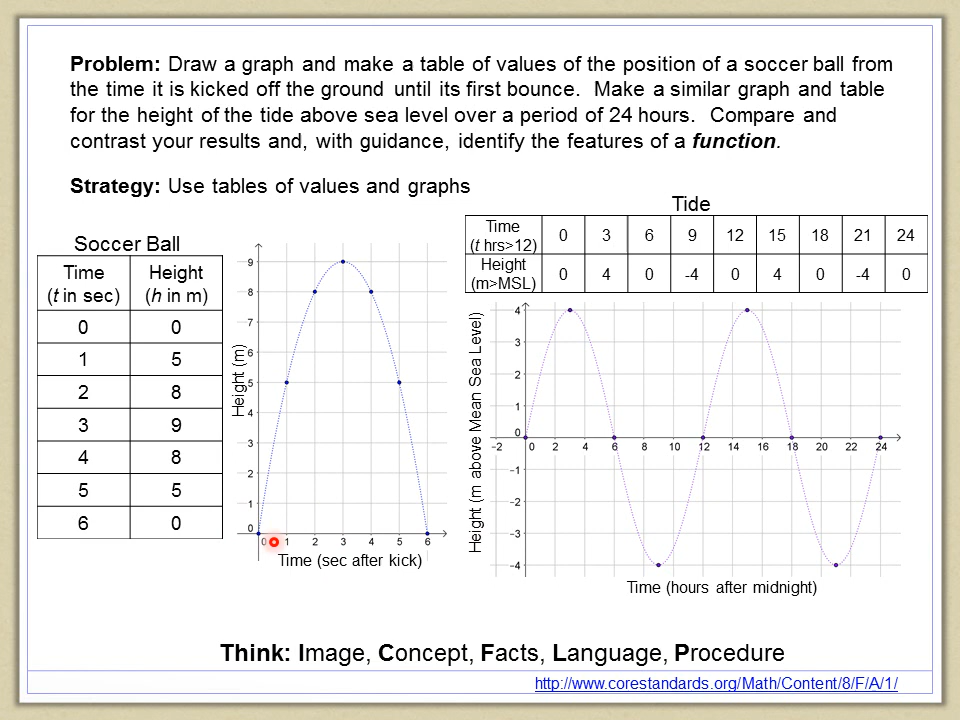 Problem: Draw a graph and make a table of values of the position of a soccer ball from
the time it is kicked off the ground until its first bounce. Make a similar graph and table
for the height of the tide above sea level over a period of 24 hours. Compare and
contrast your results and, with guidance, identify the features of a function.
Strategy: Use tables of values and graphs
Soccer Ball
Time (t in sec) Height (h in m)
0 0
1 5
2 8
3 9
4 8
5 5
6 0
Height (m)
9
8
7
6
5
4
3
2
1
0
0 1 2 3 4 5 6
Time (sec after kick)
Tide
Time (t hrs>12) 0 3 6 9 12 15 18 21 24
Height (m>MSL) 0 4 0 -4 0 4 0 -4 0
Height (m above Mean Sea Level)
4
3
2
1
0
−2 0 2 4 6 8 10 12 14 16 18 20 22 24
−1
−2
−3
−4
Time (hours after midnight)
Think: Image, Concept, Facts, Language, Procedure
http://www.corestandards.org/Math/Content/8/F/A/1/